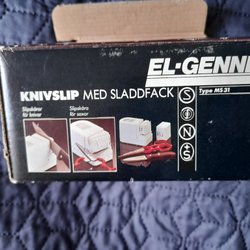 EL-GENNE
KNIVSLIP MED SLADDFACK
Type MS 31
Slipskåror
för knivar
Slipskåra
för saxar
S
N
S